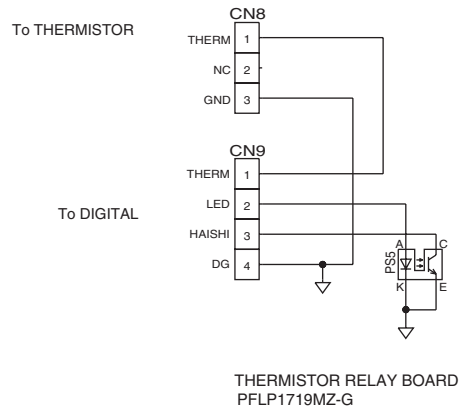 CN8
To THERMISTOR
THERM 1
NC 2
GND 3
CN9
THERM 1
To DIGITAL
LED 2
HAISHI 3
DG 4
A C
PS5
K E
THERMISTOR RELAY BOARD
PFLP1719MZ-G